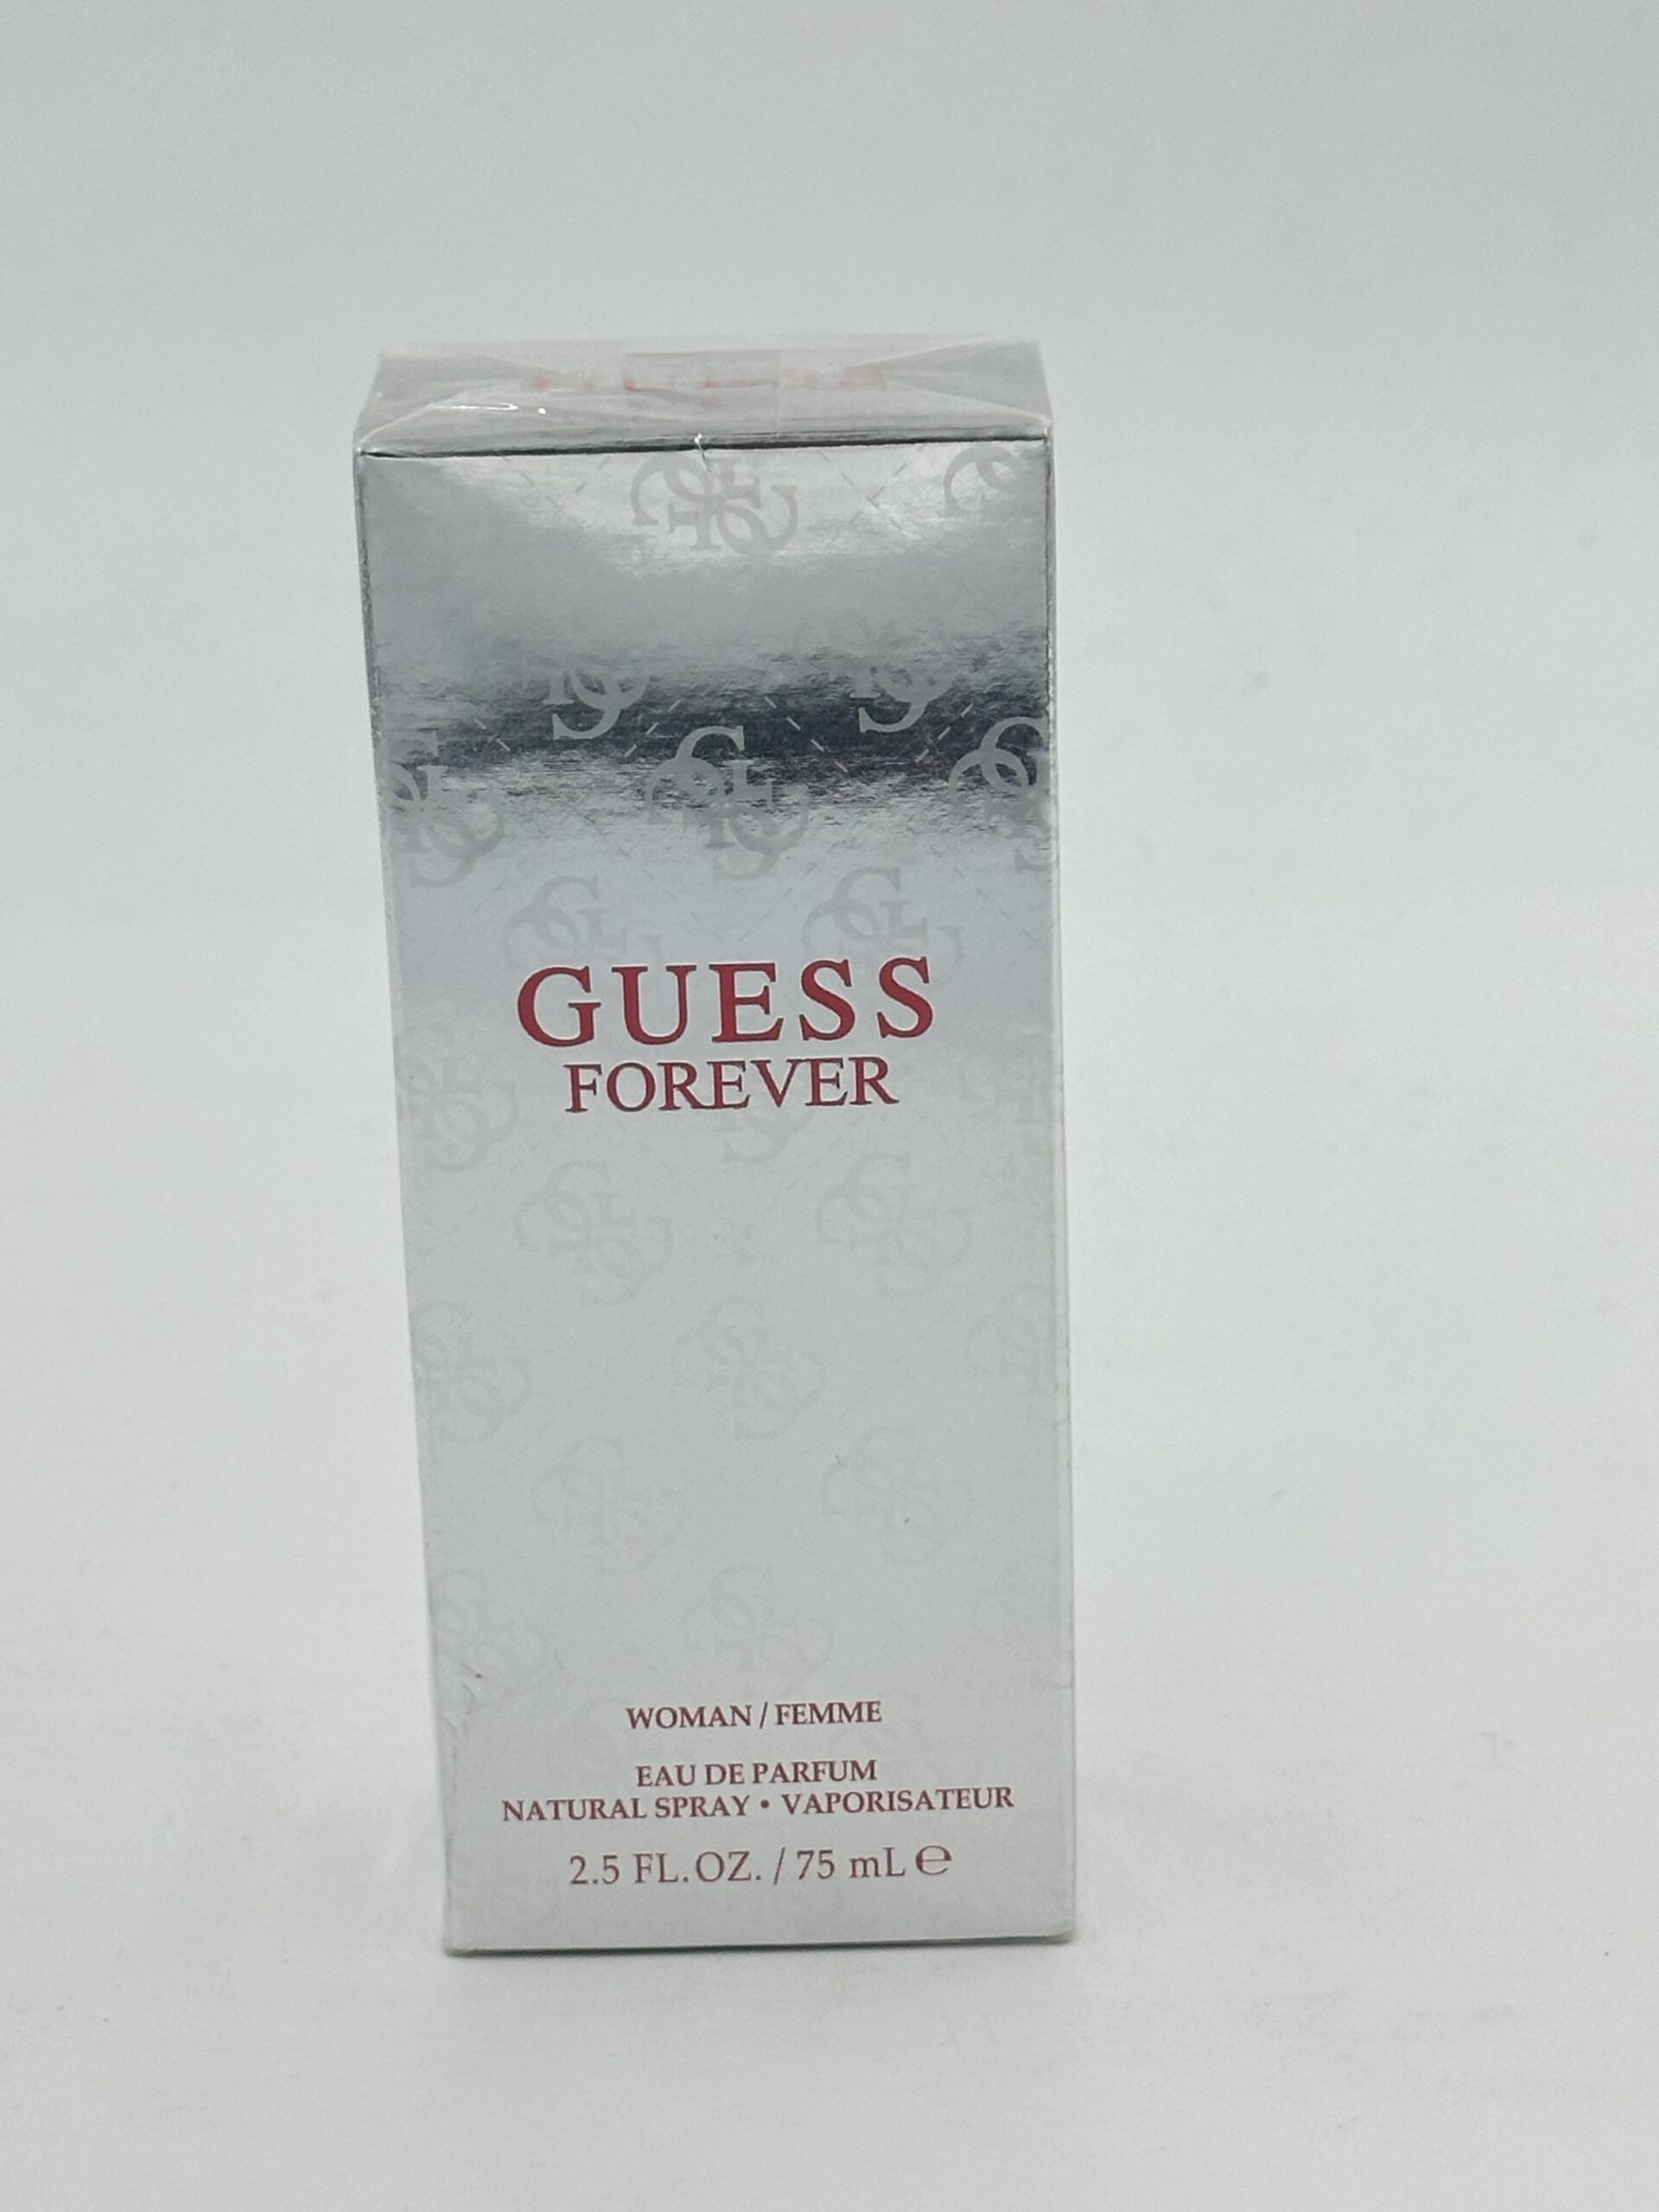 GUESS
FOREVER
WOMAN / FEMME
EAU DE PARFUM
NATURAL SPRAY • VAPORISATEUR
2.5 FL.OZ. / 75 mL ℮